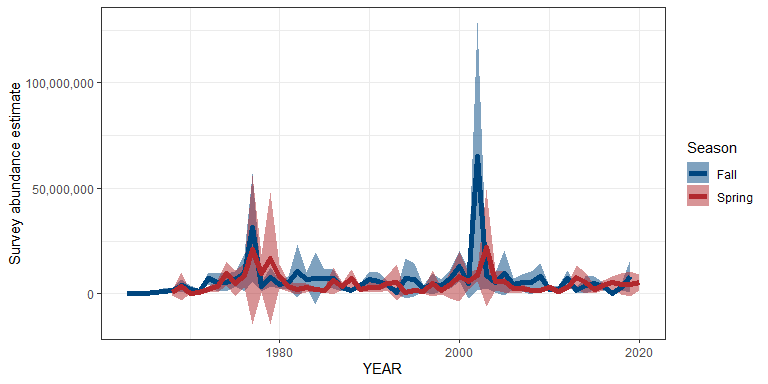 Survey abundance estimate
100,000,000
50,000,000
0
1980
2000
2020
YEAR
Season
Fall
Spring